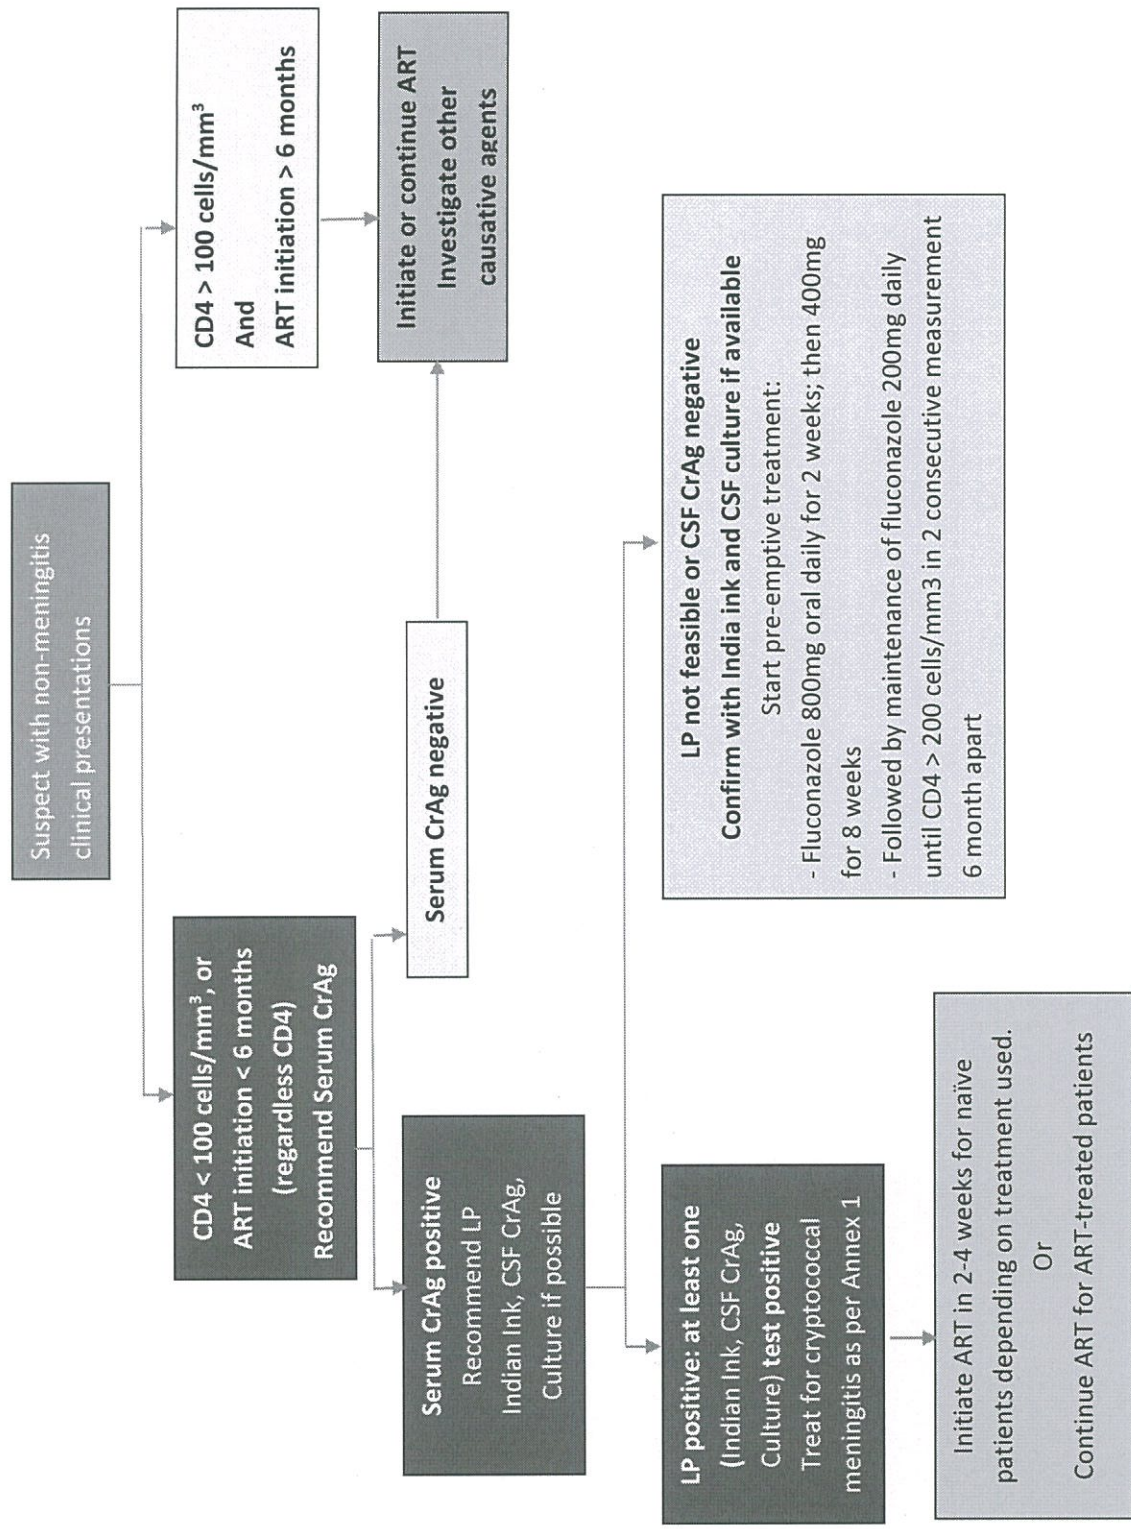 Suspect with non-meningitis
clinical presentations
CD4 < 100 cells/mm³, or
ART initiation < 6 months
(regardless CD4)
Recommend Serum CrAg
CD4 > 100 cells/mm³
And
ART initiation > 6 months
Serum CrAg positive
Recommend LP
Indian Ink, CSF CrAg,
Culture if possible
Serum CrAg negative
Initiate or continue ART
Investigate other
causative agents
LP positive: at least one
(Indian Ink, CSF CrAg,
Culture) test positive
Treat for cryptococcal
meningitis as per Annex 1
LP not feasible or CSF CrAg negative
Confirm with India ink and CSF culture if available
Start pre-emptive treatment:
- Fluconazole 800mg oral daily for 2 weeks; then 400mg
for 8 weeks
- Followed by maintenance of fluconazole 200mg daily
until CD4 > 200 cells/mm3 in 2 consecutive measurement
6 month apart
Initiate ART in 2-4 weeks for naïve
patients depending on treatment used.
Or
Continue ART for ART-treated patients